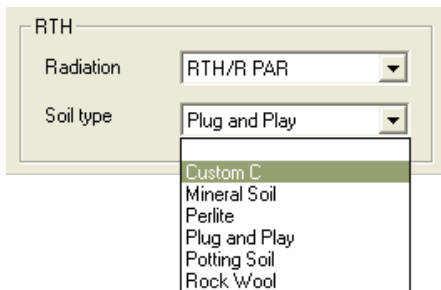 RTH
Radiation RTH/R PAR
Soil type Plug and Play
Custom C
Mineral Soil
Perlite
Plug and Play
Potting Soil
Rock Wool